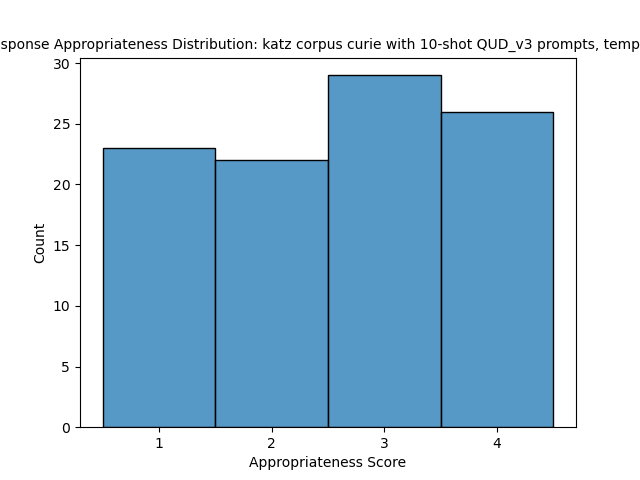 sponse Appropriateness Distribution: katz corpus curie with 10-shot QUD_v3 prompts, temp
30
25
20
15
10
5
0
Count
1 2 3 4
Appropriateness Score